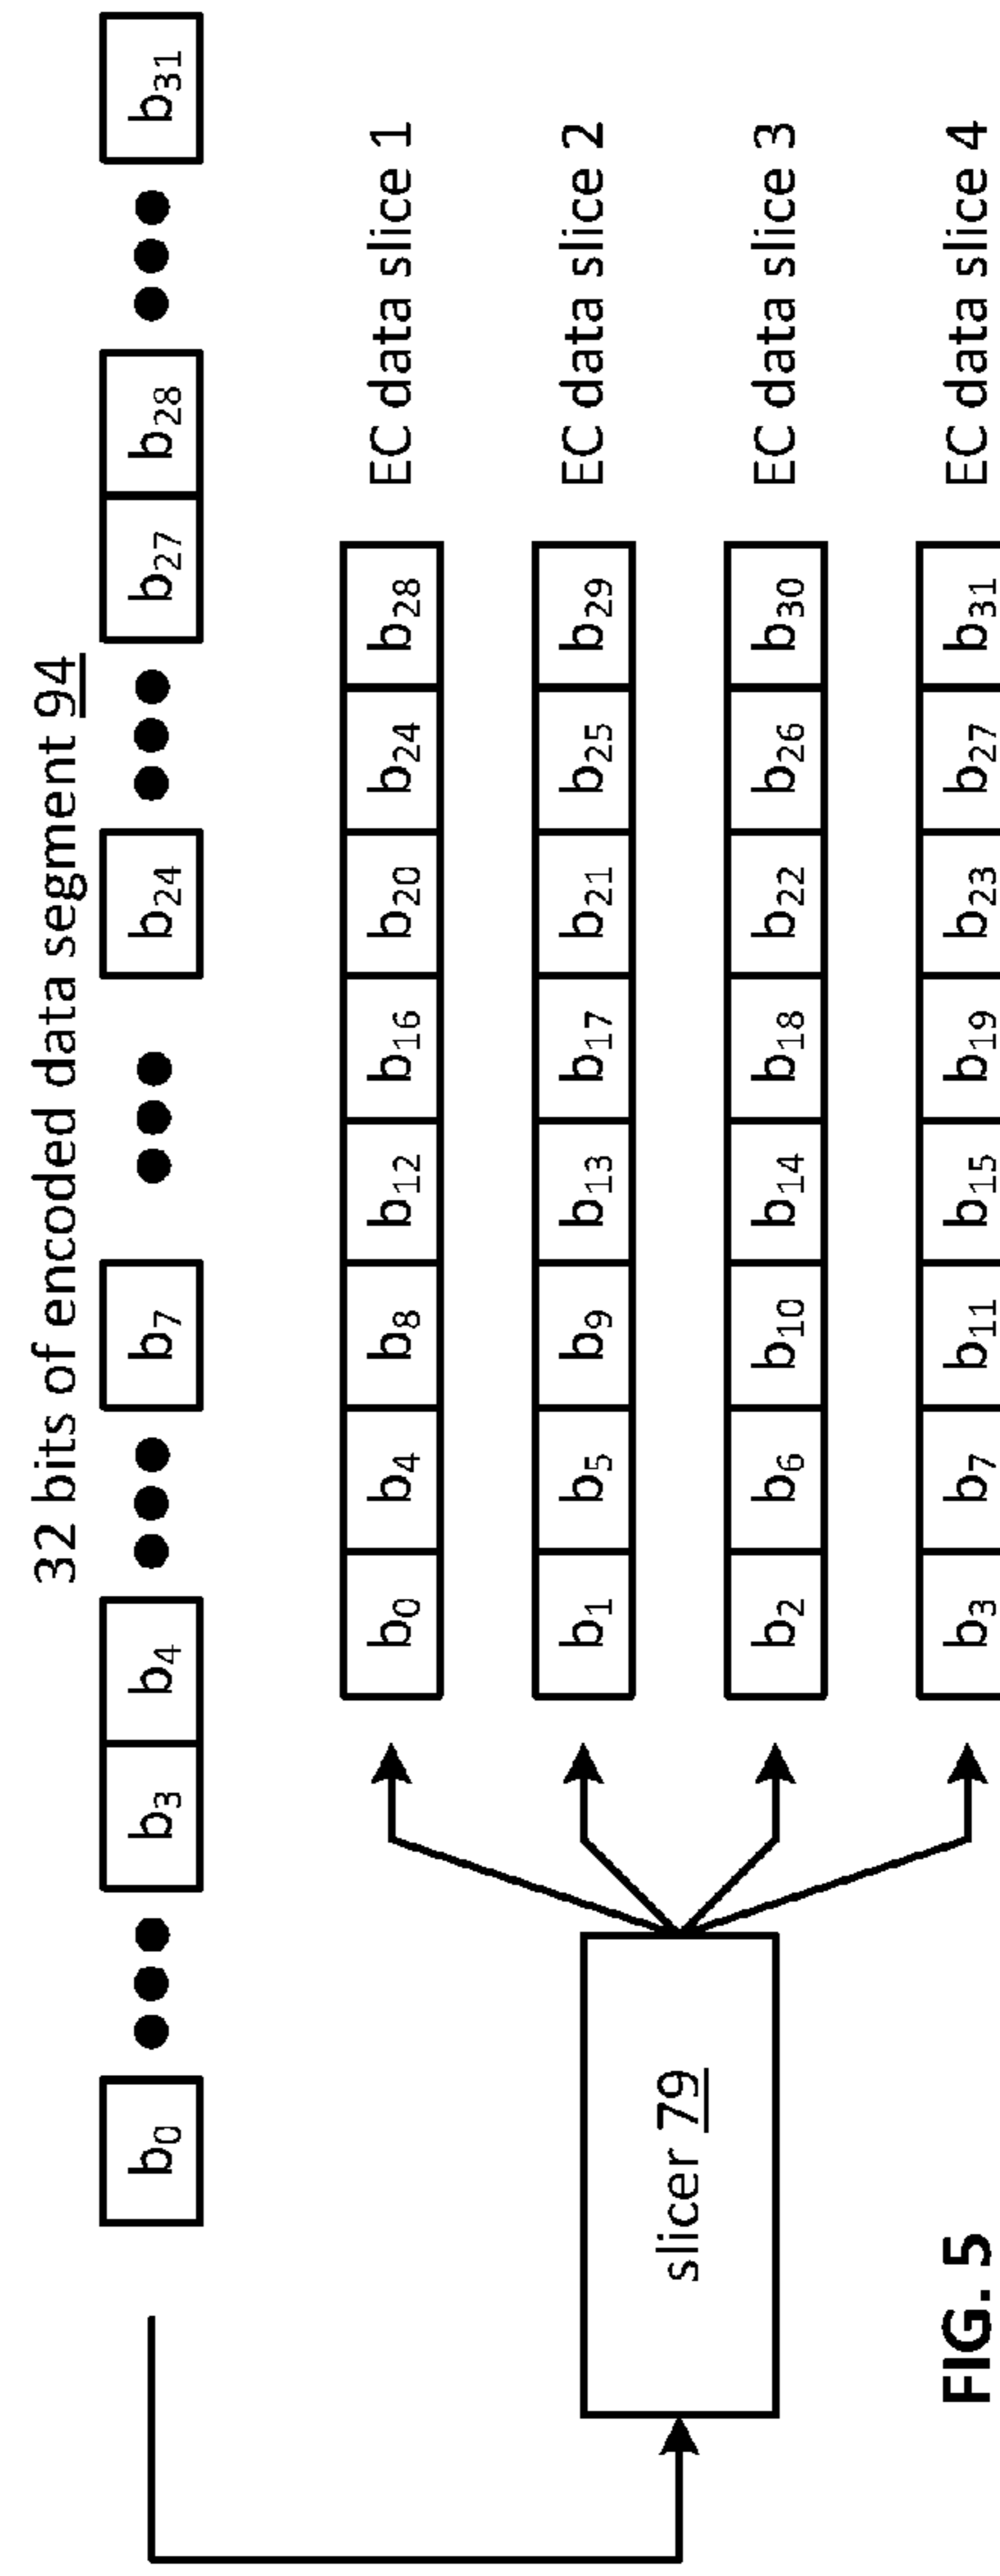 32 bits of encoded data segment 94
b0 b3 b4 b7 b24 b27 b28 b31
b0 b4 b8 b12 b16 b20 b24 b28 EC data slice 1
b1 b5 b9 b13 b17 b21 b25 b29 EC data slice 2
slicer 79
b2 b6 b10 b14 b18 b22 b26 b30 EC data slice 3
b3 b7 b11 b15 b19 b23 b27 b31 EC data slice 4
FIG. 5